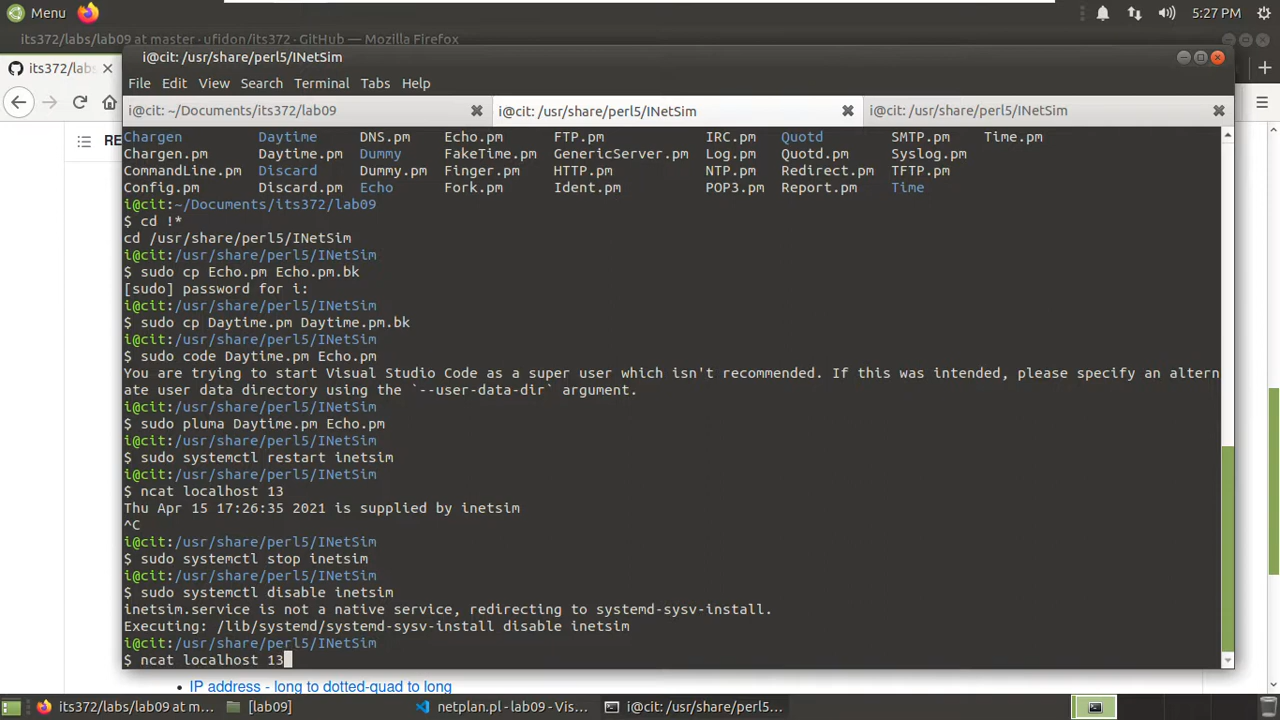 Menu
5:27 PM
its372/labs/lab09 at master · ufidon/its372 · GitHub — Mozilla Firefox
i@cit: /usr/share/perl5/INetSim
its372/labs
File Edit View Search Terminal Tabs Help
i@cit: ~/Documents/its372/lab09
i@cit: /usr/share/perl5/INetSim
i@cit: /usr/share/perl5/INetSim
RE
Chargen Daytime DNS.pm Echo.pm FTP.pm IRC.pm Quotd SMTP.pm Time.pm
Chargen.pm Daytime.pm Dummy FakeTime.pm GenericServer.pm Log.pm Quotd.pm Syslog.pm
CommandLine.pm Discard Dummy.pm Finger.pm HTTP.pm NTP.pm Redirect.pm TFTP.pm
Config.pm Discard.pm Echo Fork.pm Ident.pm POP3.pm Report.pm Time
i@cit:~/Documents/its372/lab09
$ cd !*
cd /usr/share/perl5/INetSim
i@cit:/usr/share/perl5/INetSim
$ sudo cp Echo.pm Echo.pm.bk
[sudo] password for i:
i@cit:/usr/share/perl5/INetSim
$ sudo cp Daytime.pm Daytime.pm.bk
i@cit:/usr/share/perl5/INetSim
$ sudo code Daytime.pm Echo.pm
You are trying to start Visual Studio Code as a super user which isn't recommended. If this was intended, please specify an altern
ate user data directory using the `--user-data-dir` argument.
i@cit:/usr/share/perl5/INetSim
$ sudo pluma Daytime.pm Echo.pm
i@cit:/usr/share/perl5/INetSim
$ sudo systemctl restart inetsim
i@cit:/usr/share/perl5/INetSim
$ ncat localhost 13
Thu Apr 15 17:26:35 2021 is supplied by inetsim
^C
i@cit:/usr/share/perl5/INetSim
$ sudo systemctl stop inetsim
i@cit:/usr/share/perl5/INetSim
$ sudo systemctl disable inetsim
inetsim.service is not a native service, redirecting to systemd-sysv-install.
Executing: /lib/systemd/systemd-sysv-install disable inetsim
i@cit:/usr/share/perl5/INetSim
$ ncat localhost 13
IP address - long to dotted-quad to long
its372/labs/lab09 at m...
[lab09]
netplan.pl - lab09 - Vis...
i@cit: /usr/share/perl5...